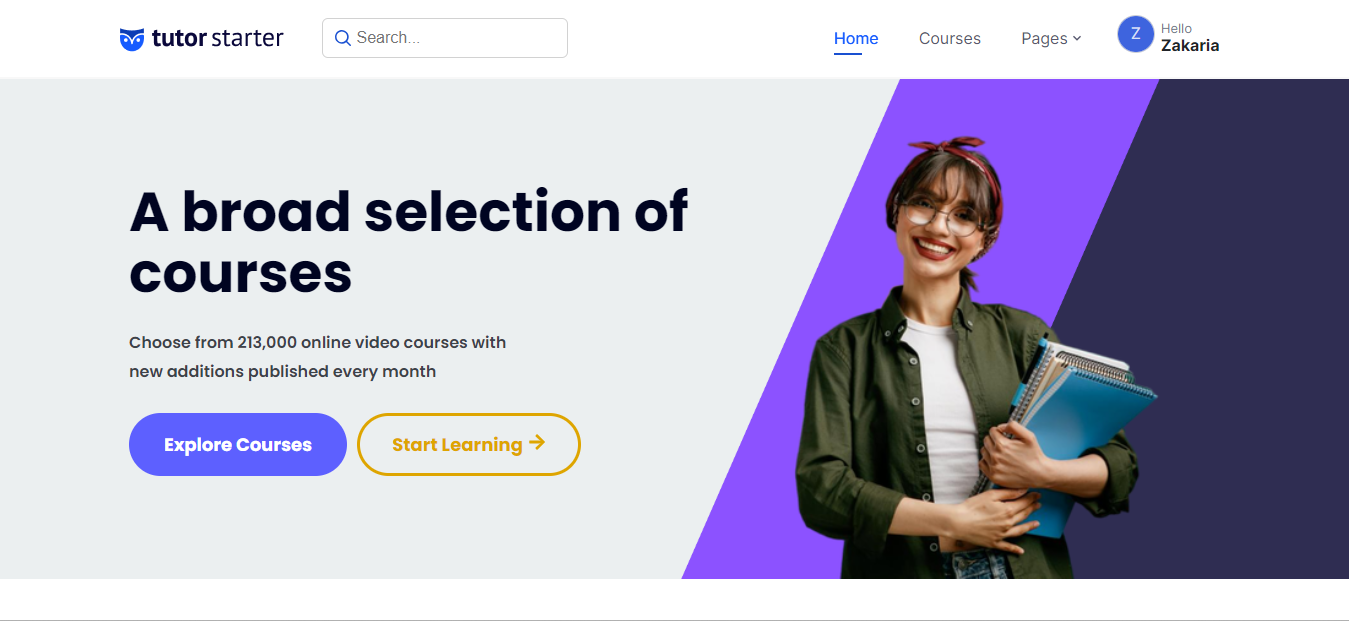 tutor starter
Search...
Home
Courses
Pages
Z
Hello
Zakaria
A broad selection of
courses
Choose from 213,000 online video courses with
new additions published every month
Explore Courses
Start Learning →